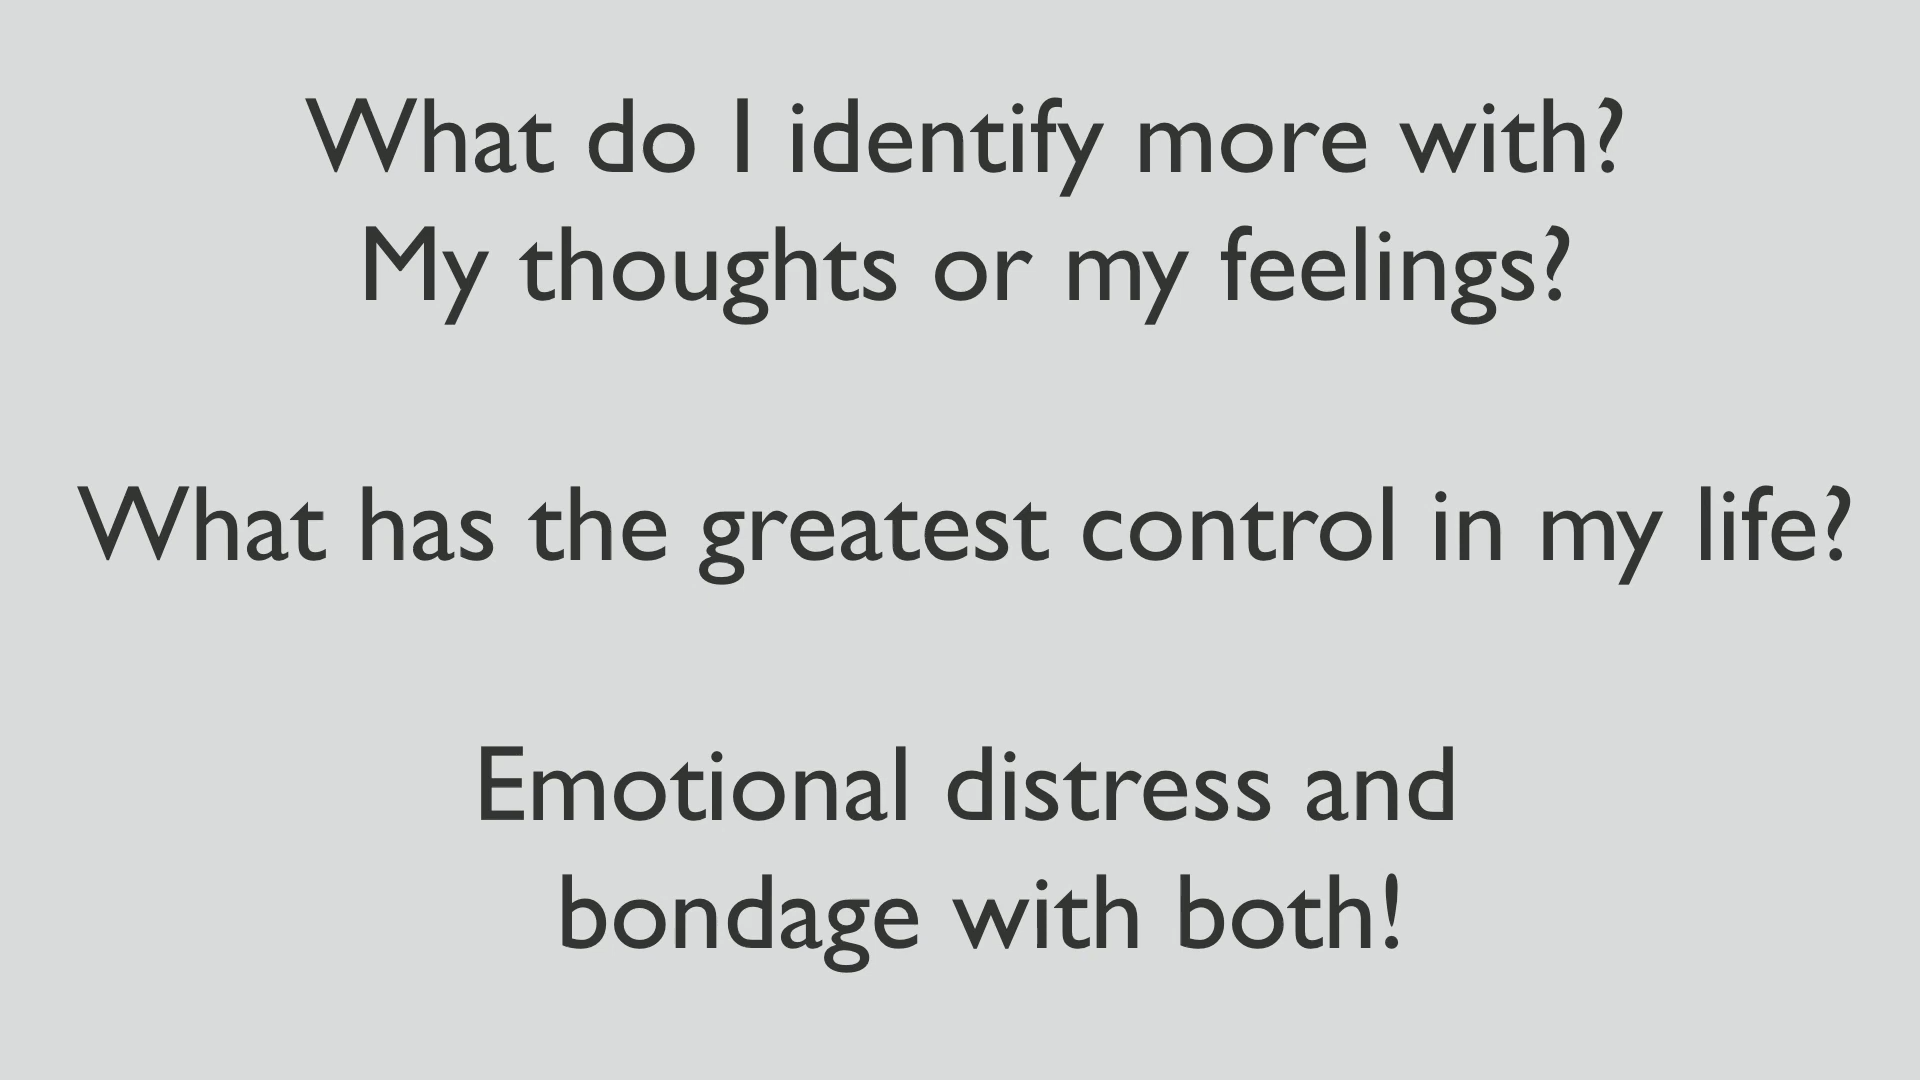 What do I identify more with?
My thoughts or my feelings?
What has the greatest control in my life?
Emotional distress and
bondage with both!